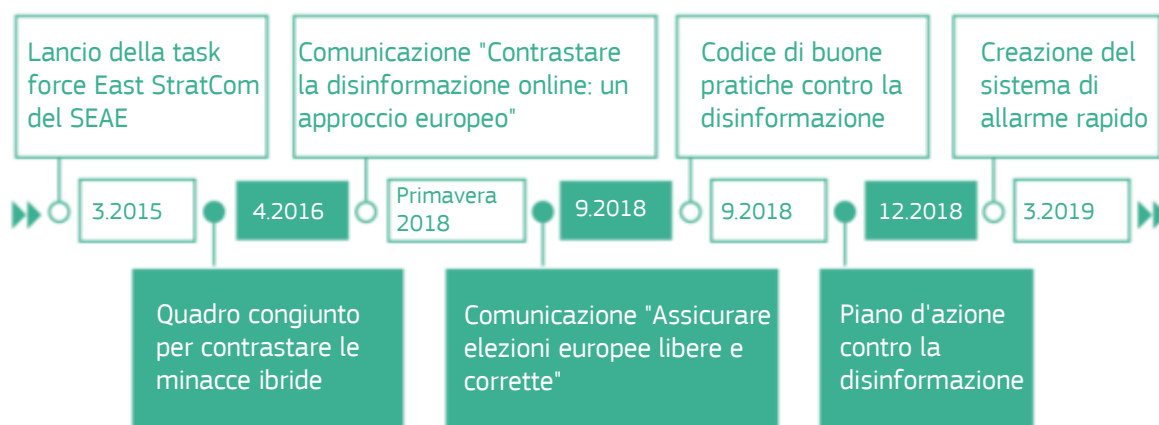 Lancio della task
force East StratCom
del SEAE
Comunicazione "Contrastare
la disinformazione online: un
approccio europeo"
Codice di buone
pratiche contro la
disinformazione
Creazione del
sistema di
allarme rapido
3.2015
4.2016
Primavera
2018
9.2018
9.2018
12.2018
3.2019
Quadro congiunto
per contrastare le
minacce ibride
Comunicazione "Assicurare
elezioni europee libere e
corrette"
Piano d'azione
contro la
disinformazione